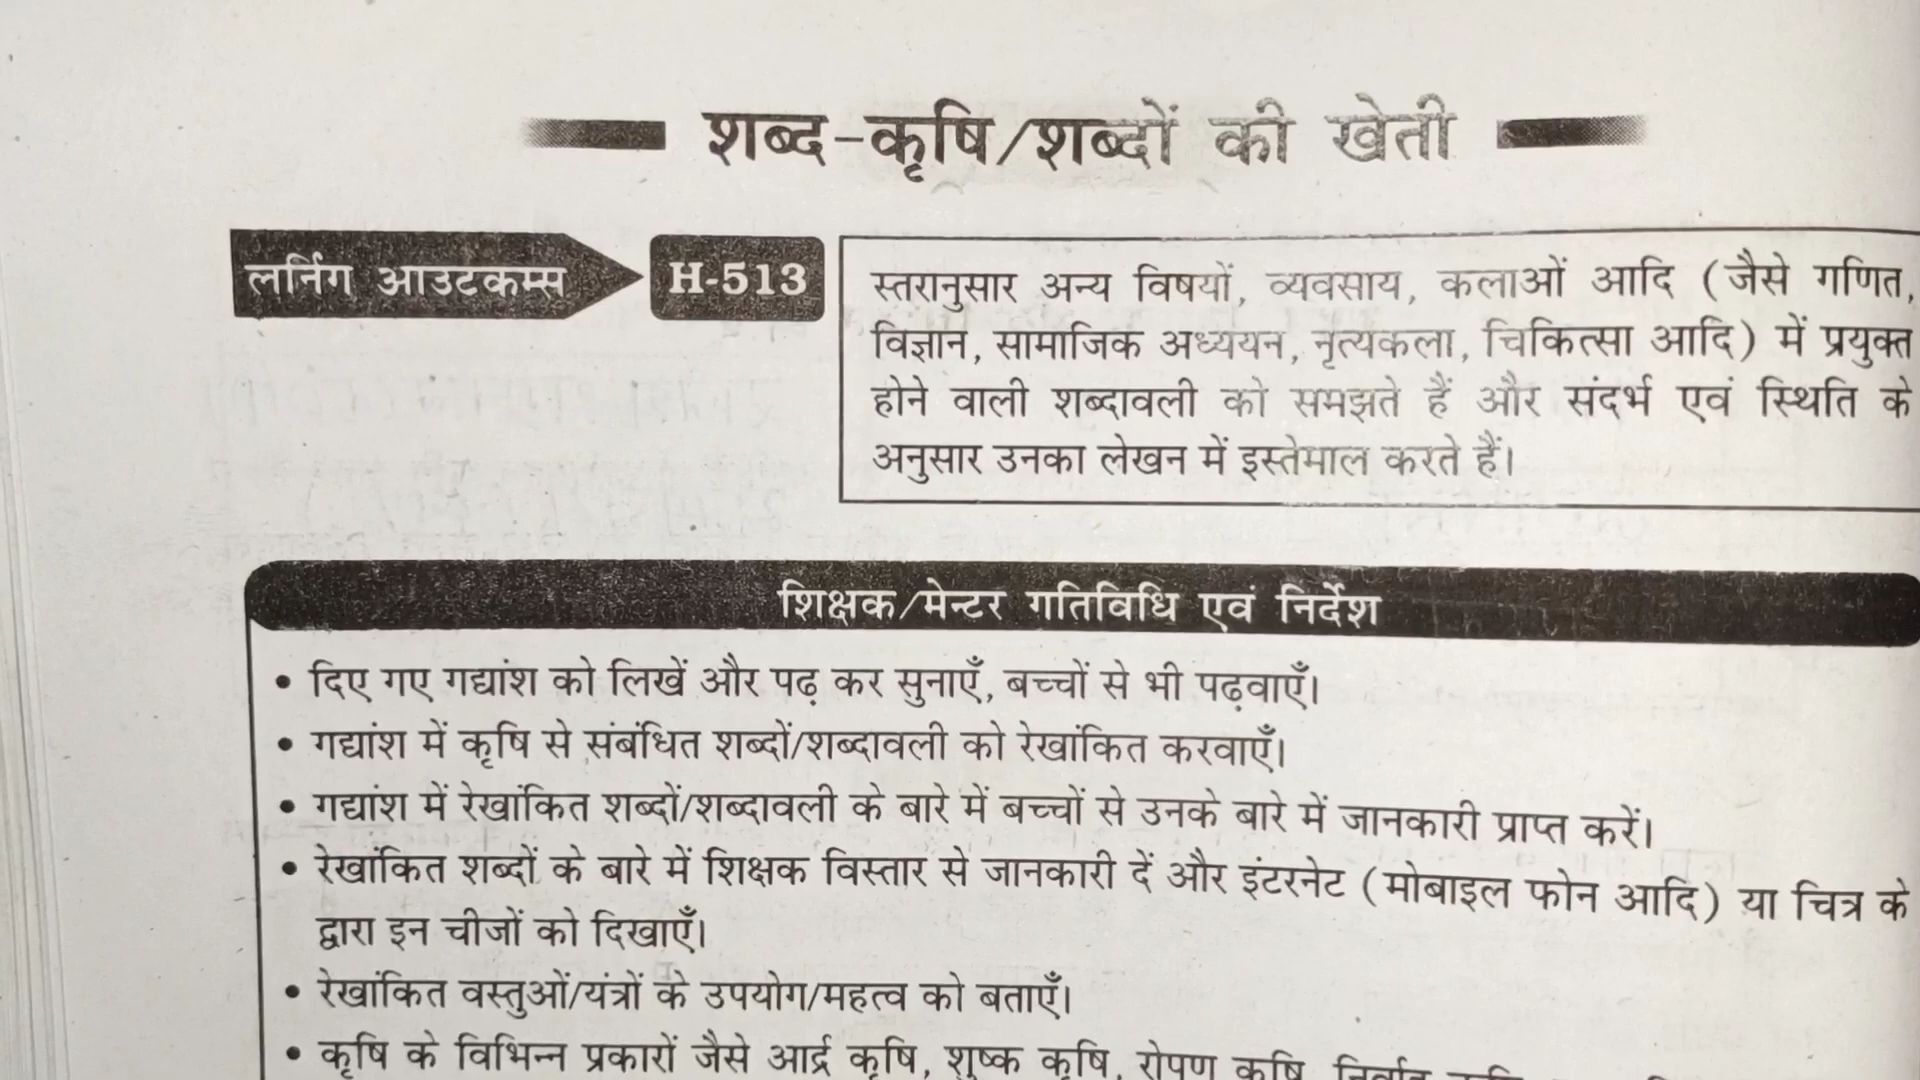 शब्द-कृषि/शब्दों की खेती
लर्निंग आउटकम्स
H-513
स्तरानुसार अन्य विषयों, व्यवसाय, कलाओं आदि (जैसे गणित,
विज्ञान, सामाजिक अध्ययन, नृत्यकला, चिकित्सा आदि) में प्रयुक्त
होने वाली शब्दावली को समझते हैं और संदर्भ एवं स्थिति के
अनुसार उनका लेखन में इस्तेमाल करते हैं।
शिक्षक/मेन्टर गतिविधि एवं निर्देश
• दिए गए गद्यांश को लिखें और पढ़ कर सुनाएँ, बच्चों से भी पढ़वाएँ।
• गद्यांश में कृषि से संबंधित शब्दों/शब्दावली को रेखांकित करवाएँ।
• गद्यांश में रेखांकित शब्दों/शब्दावली के बारे में बच्चों से उनके बारे में जानकारी प्राप्त करें।
• रेखांकित शब्दों के बारे में शिक्षक विस्तार से जानकारी दें और इंटरनेट (मोबाइल फोन आदि) या चित्र के
द्वारा इन चीजों को दिखाएँ।
• रेखांकित वस्तुओं/यंत्रों के उपयोग/महत्व को बताएँ।
• कृषि के विभिन्न प्रकारों जैसे आर्द्र कृषि, शुष्क कृषि, रोपण कृषि,